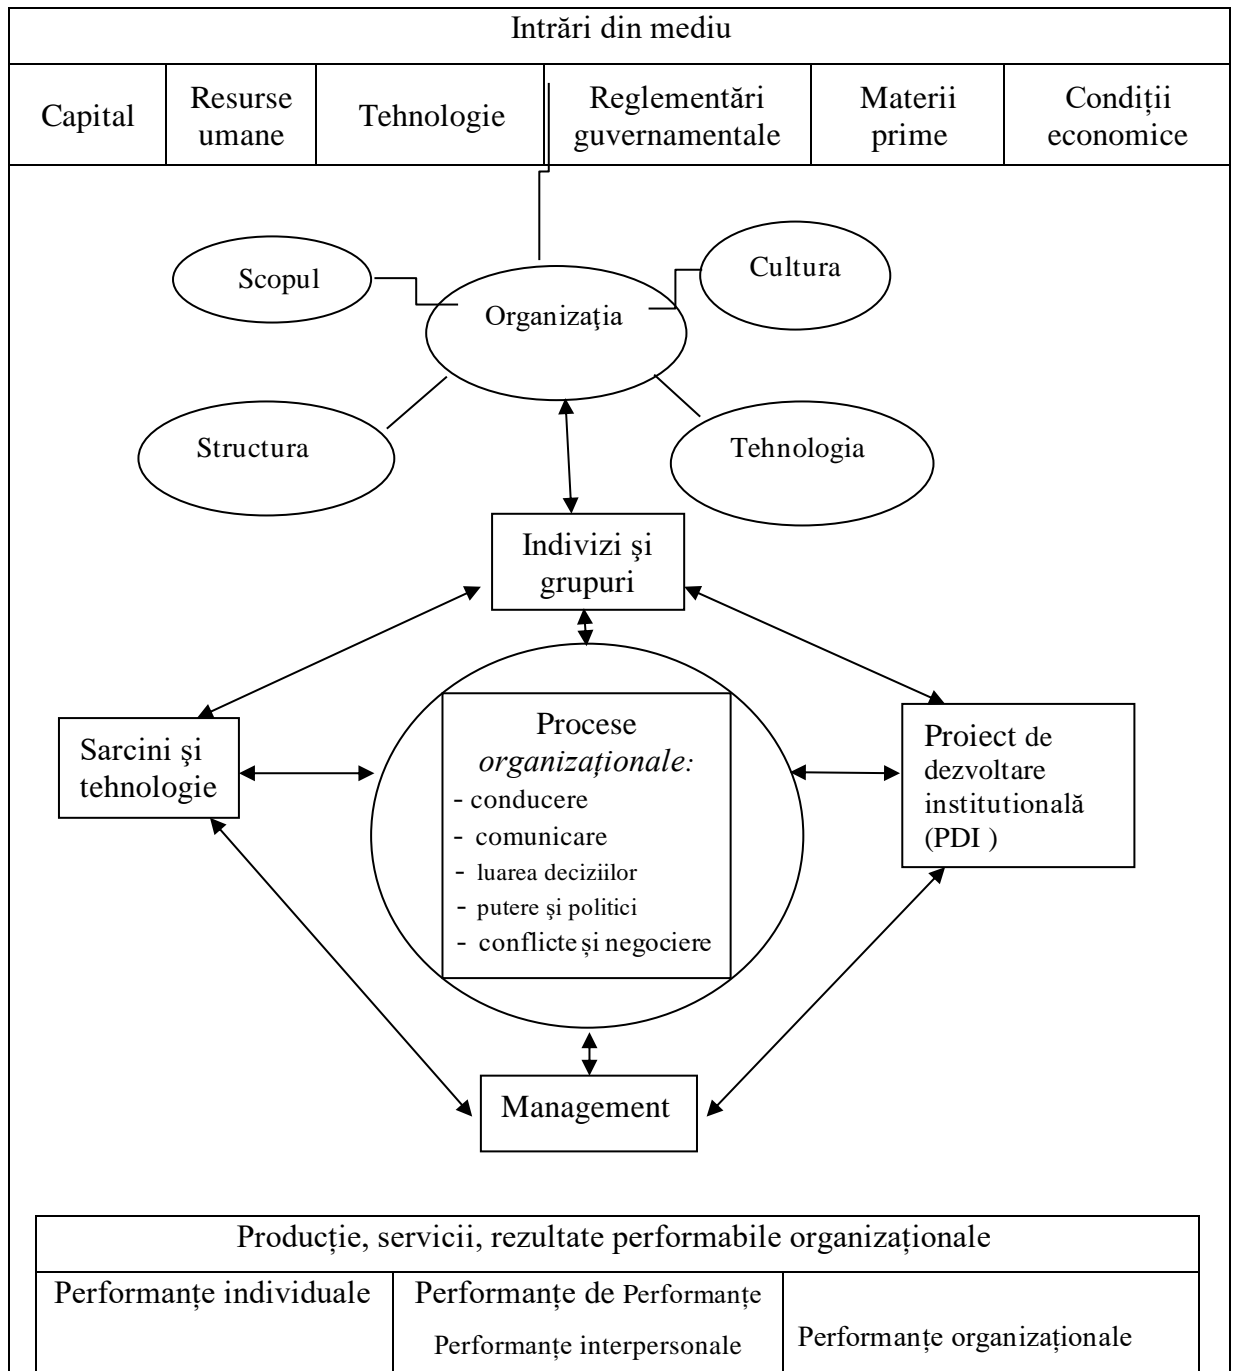 Intrări din mediu
Capital
Resurse
umane
Tehnologie
Reglementări
guvernamentale
Materii
prime
Condiții
economice
Scopul
Cultura
Organizaţia
Structura
Tehnologia
Indivizi şi
grupuri
Sarcini şi
tehnologie
Procese
organizaționale:
- conducere
- comunicare
- luarea deciziilor
- putere şi politici
- conflicte și negociere
Proiect de
dezvoltare
institutională
(PDI )
Management
Producție, servicii, rezultate performabile organizaționale
Performanțe individuale
Performanțe de Performanțe
Performanțe interpersonale
Performanțe organizaționale